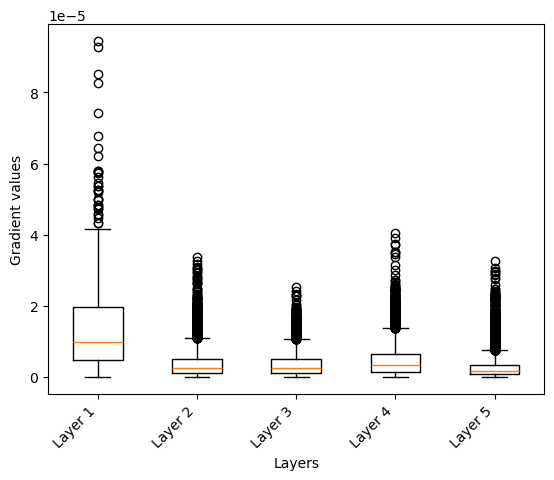 1e−5
8
6
4
2
0
Gradient values
Layer 1
Layer 2
Layer 3
Layer 4
Layer 5
Layers